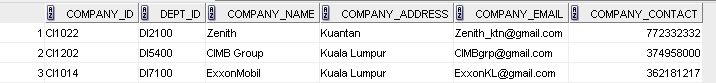 COMPANY_ID DEPT_ID COMPANY_NAME COMPANY_ADDRESS COMPANY_EMAIL COMPANY_CONTACT
1 CI1022 DI2100 Zenith Kuantan Zenith_ktn@gmail.com 772332332
2 CI1202 DI5400 CIMB Group Kuala Lumpur CIMBgrp@gmail.com 374958000
3 CI1014 DI7100 ExxonMobil Kuala Lumpur ExxonKL@gmail.com 362181217